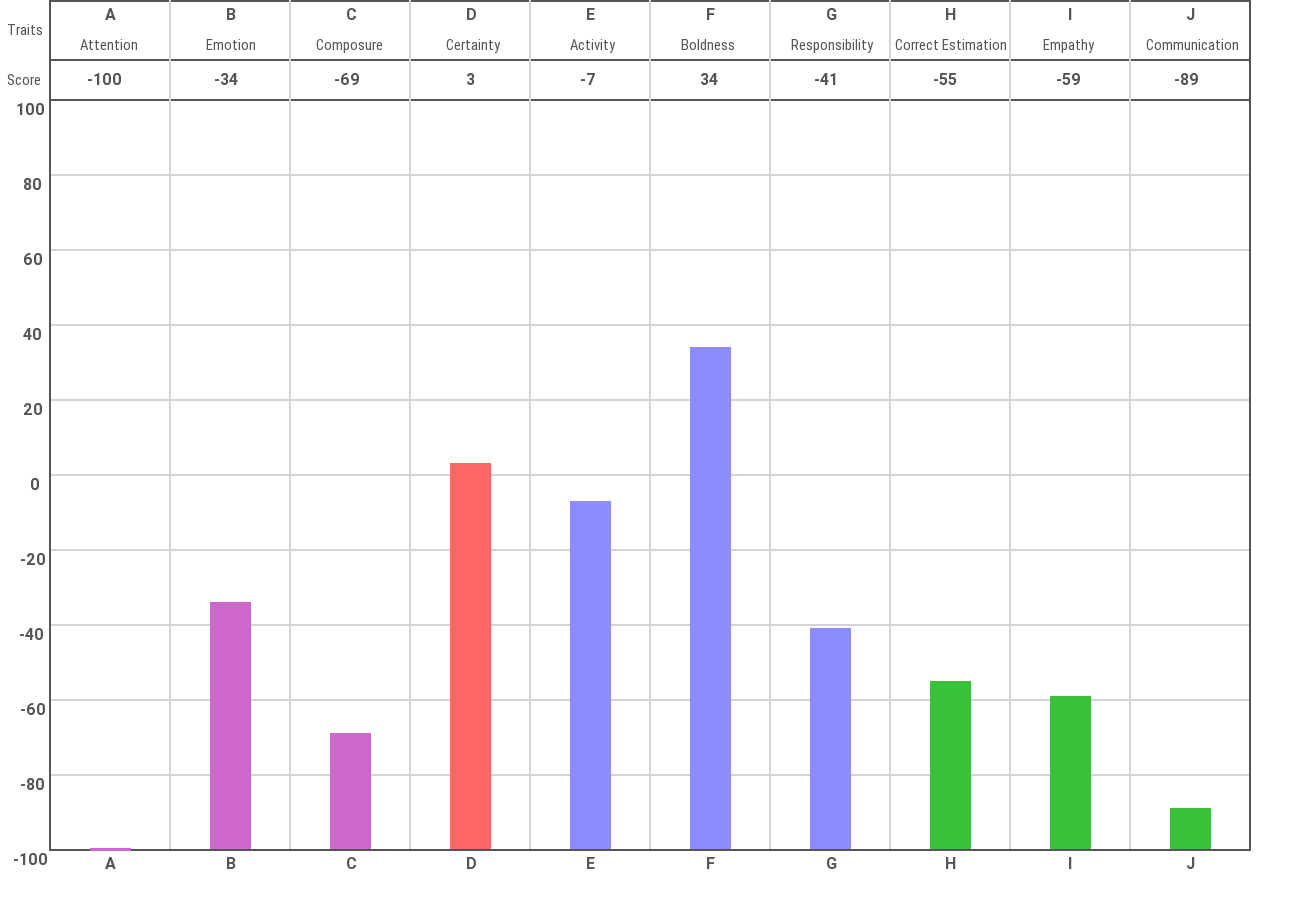 Traits
A B C D E F G H I J
Attention Emotion Composure Certainty Activity Boldness Responsibility Correct Estimation Empathy Communication
Score -100 -34 -69 3 -7 34 -41 -55 -59 -89
100
80
60
40
20
0
-20
-40
-60
-80
-100
A B C D E F G H I J